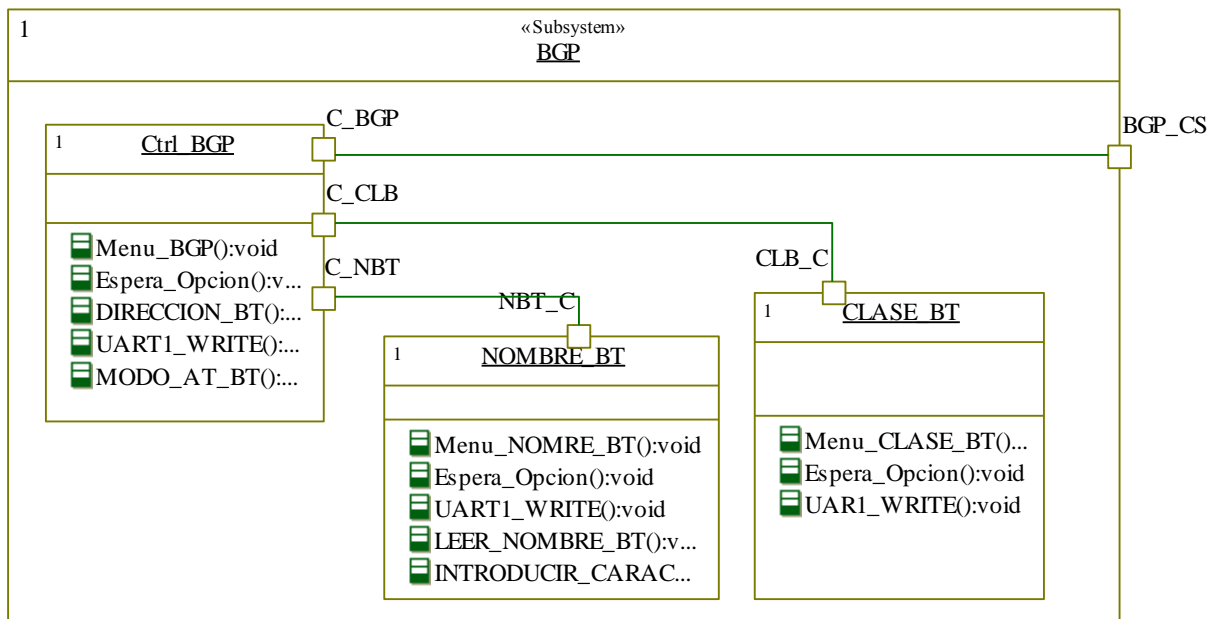 1
«Subsystem»
BGP
BGP_CS
C_BGP
1
Ctrl_BGP
C_CLB
Menu_BGP():void
Espera_Opcion():v...
DIRECCION_BT():...
UART1_WRITE():...
MODO_AT_BT():...
C_NBT
NBT_C
1
NOMBRE_BT
Menu_NOMRE_BT():void
Espera_Opcion():void
UART1_WRITE():void
LEER_NOMBRE_BT():v...
INTRODUCIR_CARAC...
CLB_C
1
CLASE_BT
Menu_CLASE_BT()...
Espera_Opcion():void
UAR1_WRITE():void